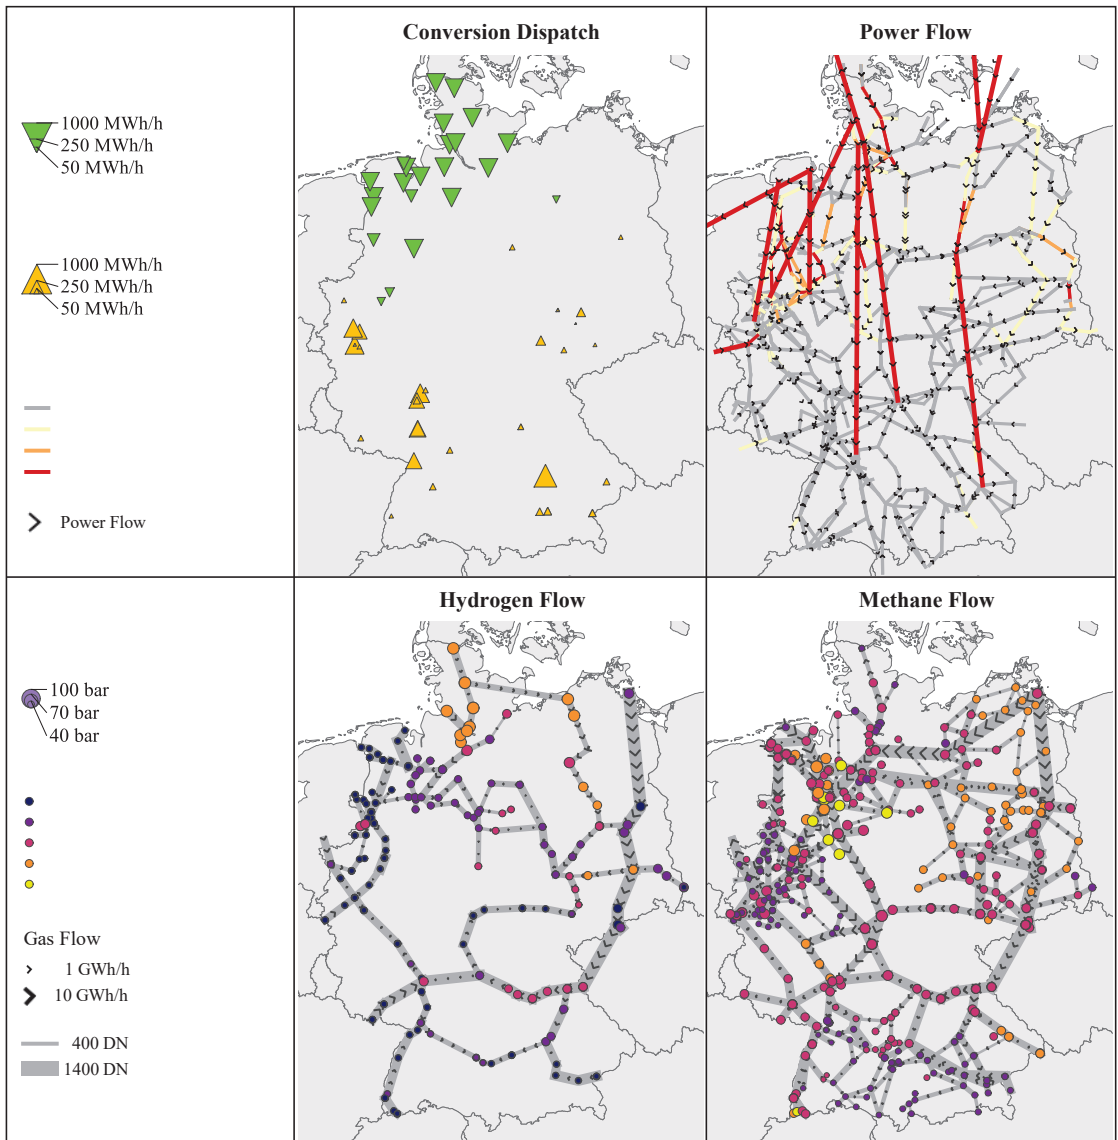 Conversion Dispatch
Power Flow
1000 MWh/h
250 MWh/h
50 MWh/h
1000 MWh/h
250 MWh/h
50 MWh/h
Power Flow
Hydrogen Flow
Methane Flow
100 bar
70 bar
40 bar
Gas Flow
1 GWh/h
10 GWh/h
400 DN
1400 DN